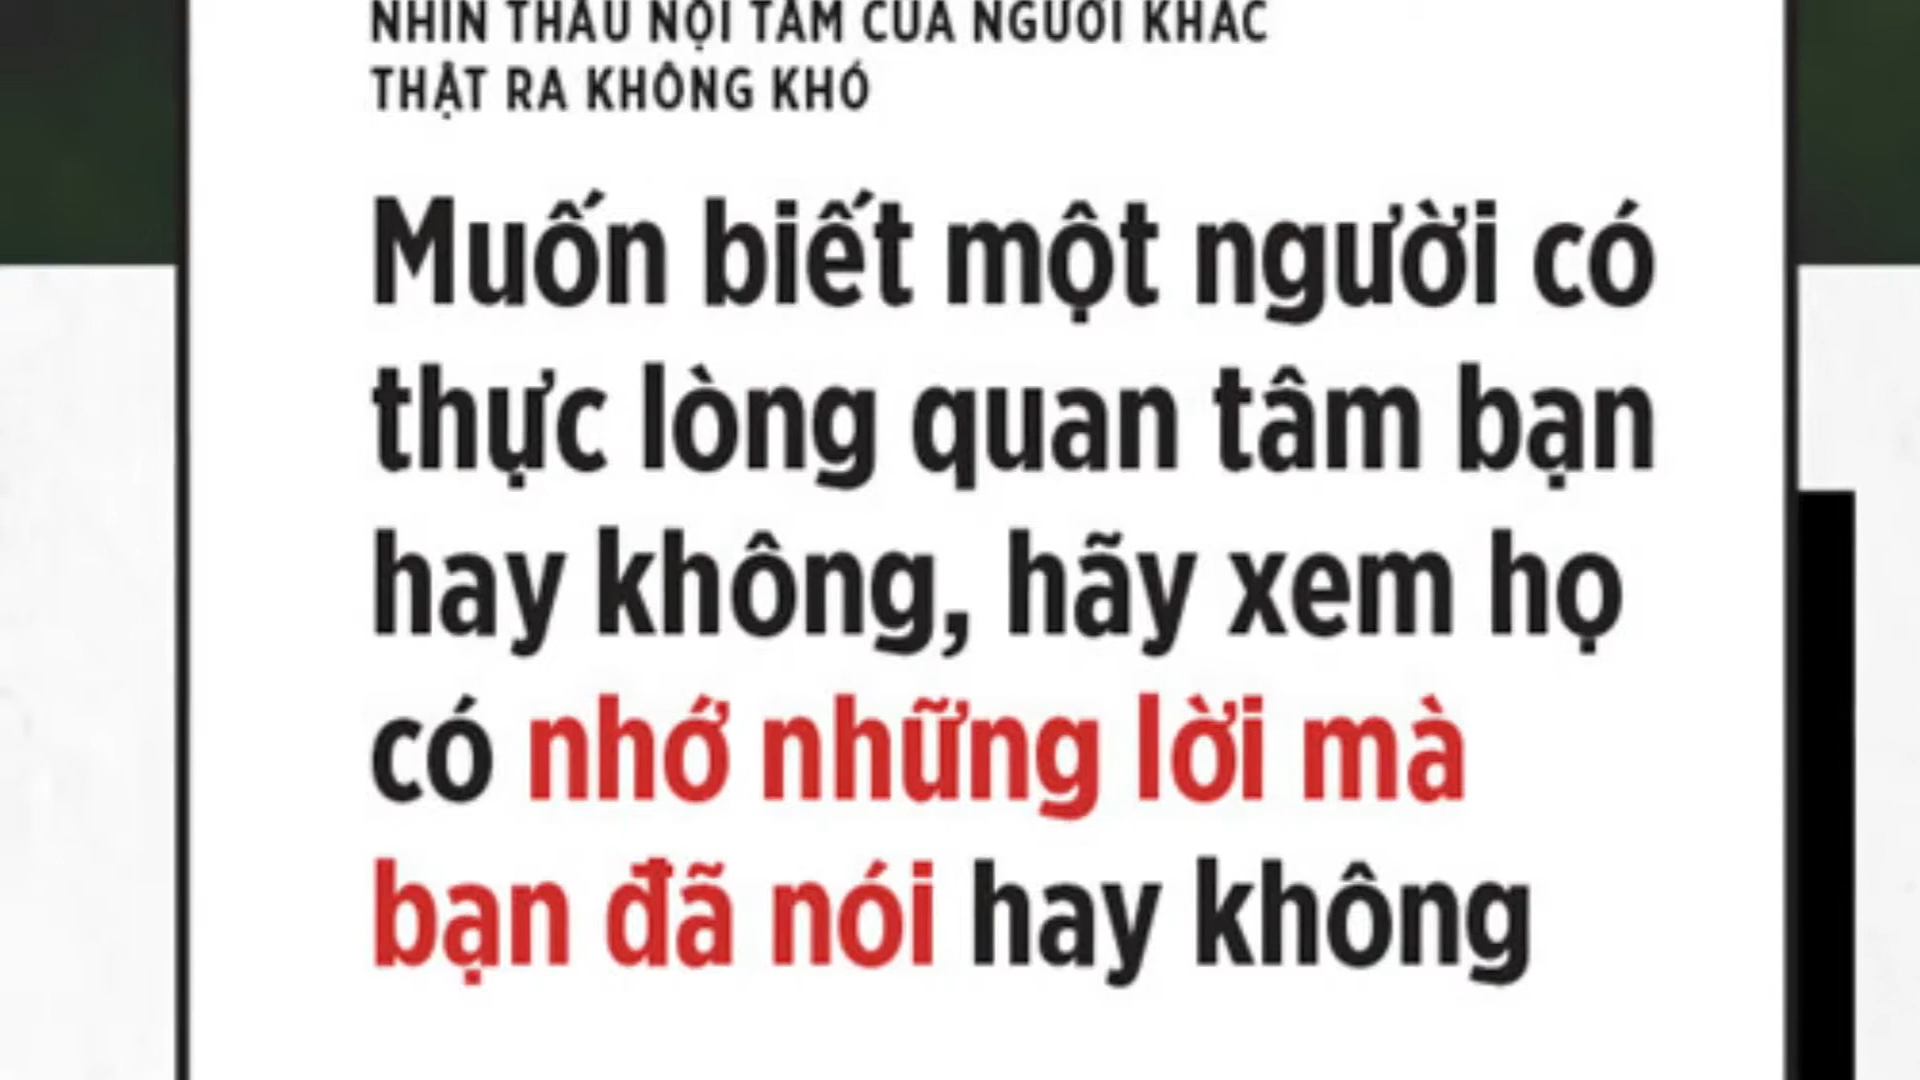 NHÌN THẤU NỘI TÂM CỦA NGƯỜI KHÁC
THẬT RA KHÔNG KHÓ
Muốn biết một người có
thực lòng quan tâm bạn
hay không, hãy xem họ
có nhớ những lời mà
bạn đã nói hay không